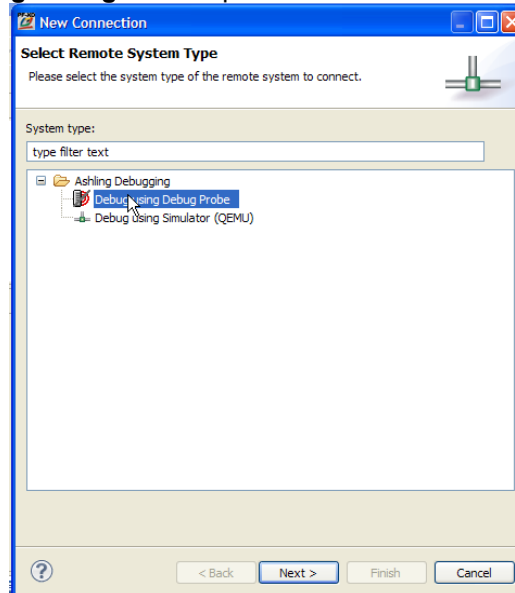 New Connection
Select Remote System Type
Please select the system type of the remote system to connect.
System type:
type filter text
Ashling Debugging
Debug using Debug Probe
Debug using Simulator (QEMU)
?
< Back Next > Finish Cancel